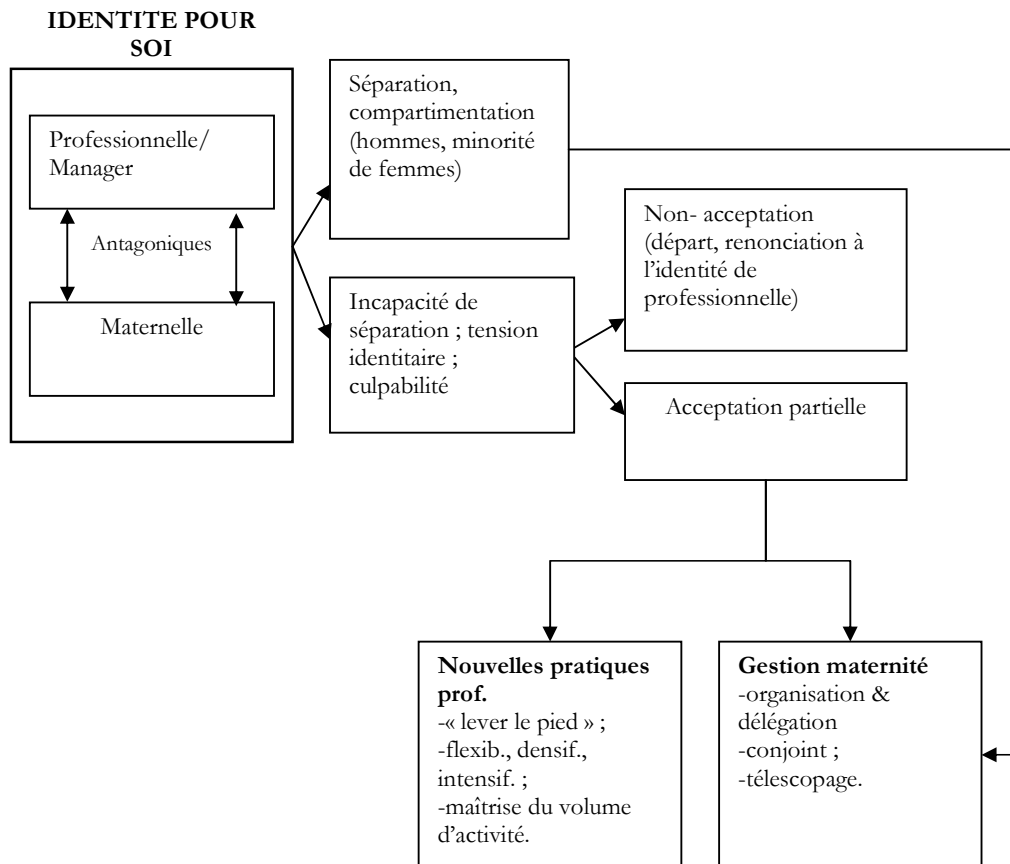 IDENTITE POUR
SOI
Professionnelle/
Manager
Antagoniques
Maternelle
Séparation,
compartimentation
(hommes, minorité
de femmes)
Incapacité de
séparation ; tension
identitaire ;
culpabilité
Non- acceptation
(départ, renonciation à
l'identité de
professionnelle)
Acceptation partielle
Nouvelles pratiques
prof.
-« lever le pied » ;
-flexib., densif.,
intensif. ;
-maîtrise du volume
d'activité.
Gestion maternité
-organisation &
délégation
-conjoint ;
-télescopage.